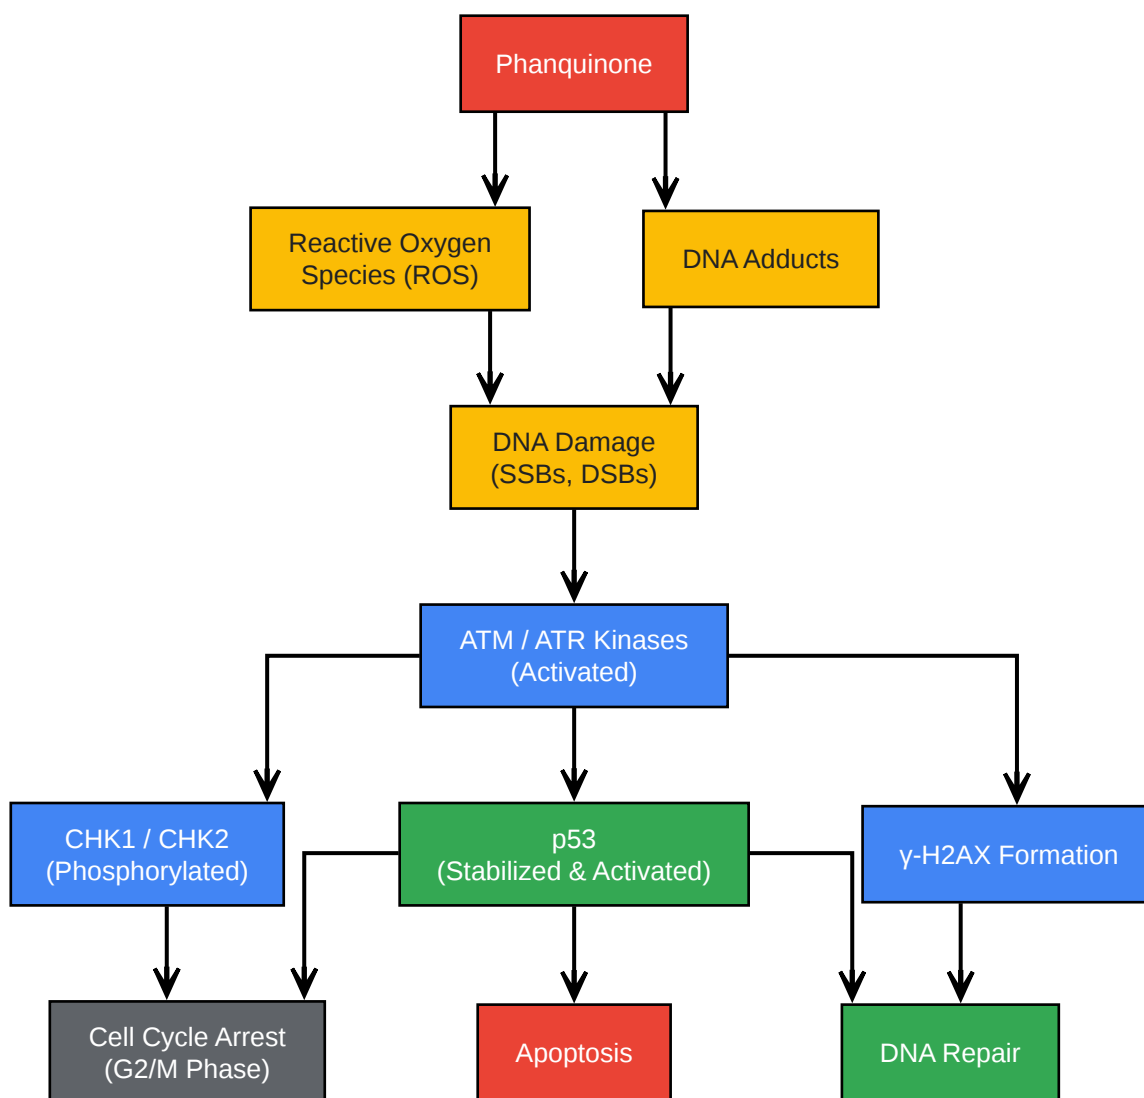 Phanquinone
Reactive Oxygen
Species (ROS)
DNA Adducts
DNA Damage
(SSBs, DSBs)
ATM / ATR Kinases
(Activated)
CHK1 / CHK2
(Phosphorylated)
p53
(Stabilized & Activated)
γ-H2AX Formation
Cell Cycle Arrest
(G2/M Phase)
Apoptosis
DNA Repair